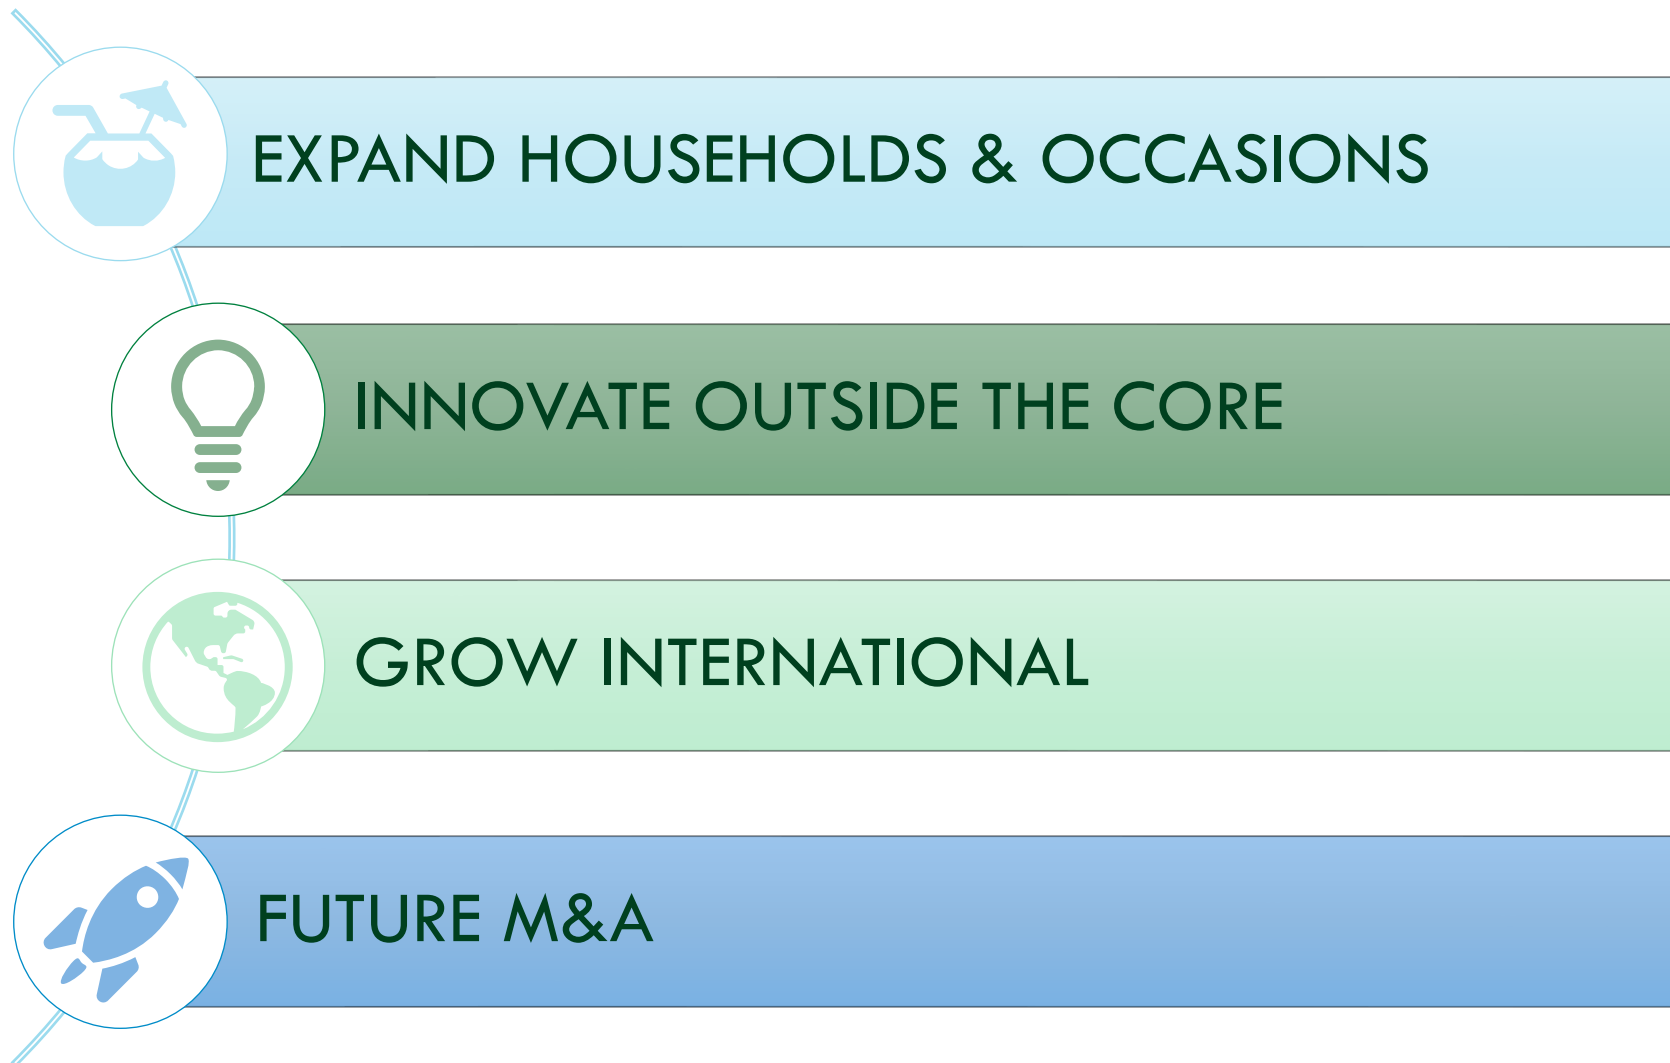 EXPAND HOUSEHOLDS & OCCASIONS
INNOVATE OUTSIDE THE CORE
GROW INTERNATIONAL
FUTURE M&A